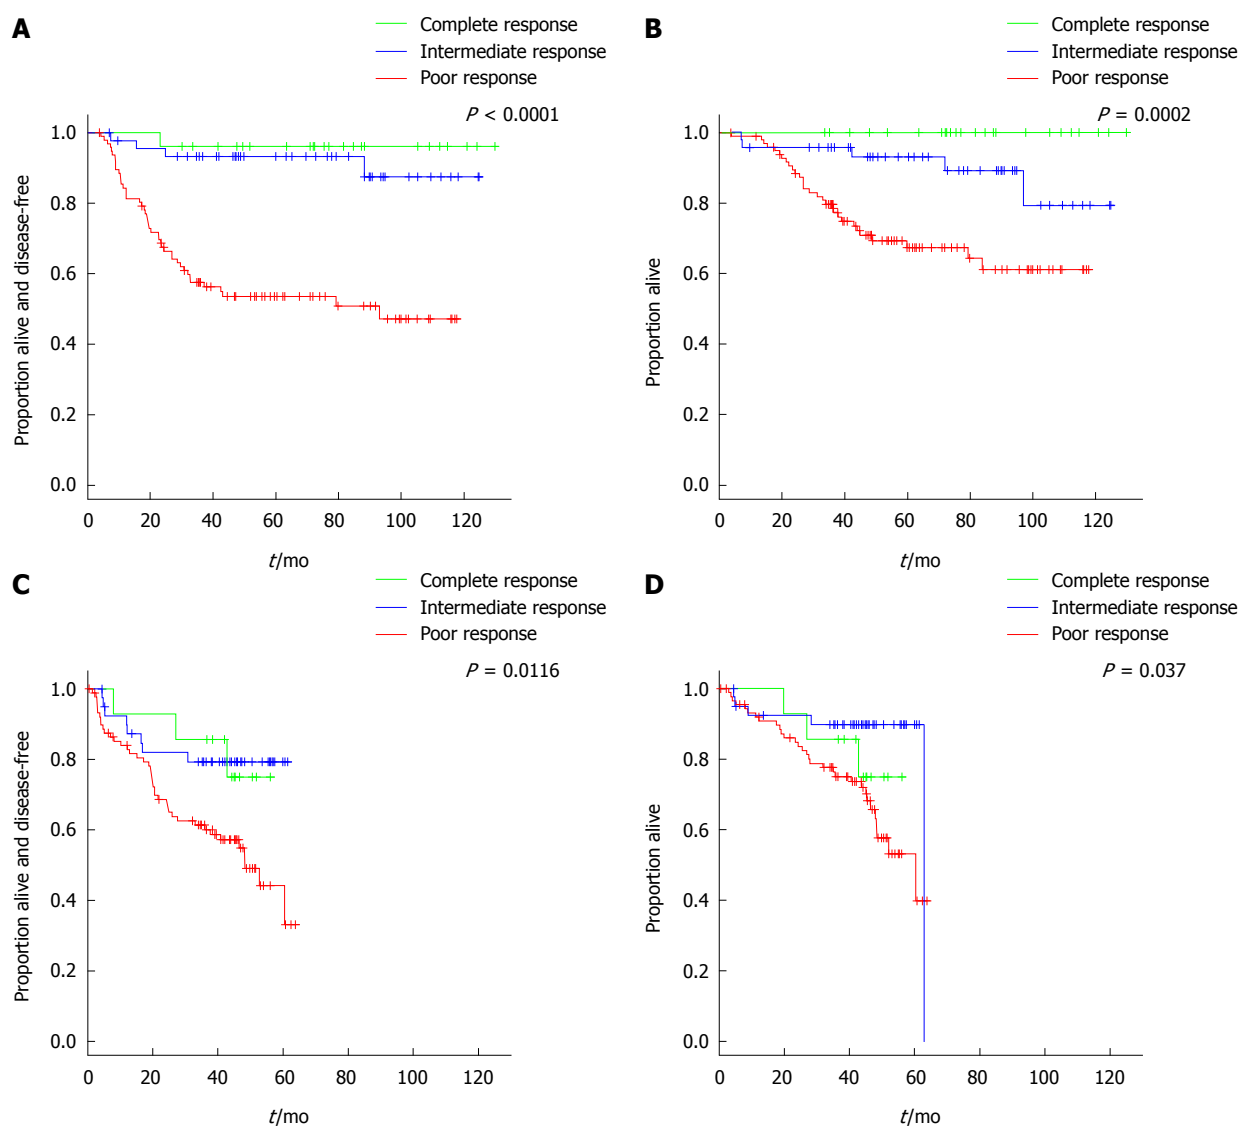 A
Complete response
Intermediate response
Poor response
P < 0.0001
Proportion alive and disease-free
1.0
0.8
0.6
0.4
0.2
0.0
0 20 40 60 80 100 120
t/mo
B
Complete response
Intermediate response
Poor response
P = 0.0002
Proportion alive
1.0
0.8
0.6
0.4
0.2
0.0
0 20 40 60 80 100 120
t/mo
C
Complete response
Intermediate response
Poor response
P = 0.0116
Proportion alive and disease-free
1.0
0.8
0.6
0.4
0.2
0.0
0 20 40 60 80 100 120
t/mo
D
Complete response
Intermediate response
Poor response
P = 0.037
Proportion alive
1.0
0.8
0.6
0.4
0.2
0.0
0 20 40 60 80 100 120
t/mo